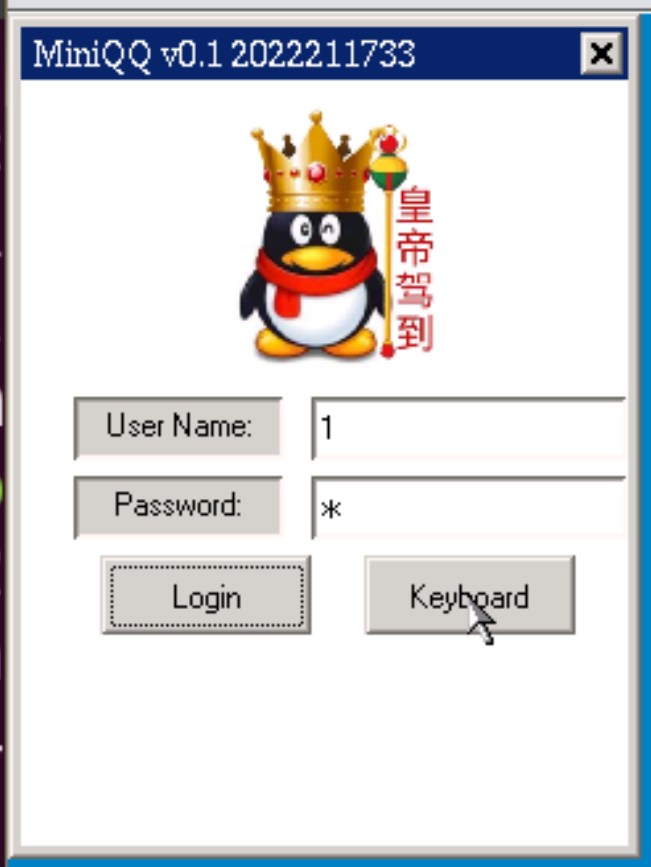 MiniQQ v0.1 2022211733
皇帝驾到
User Name:
1
Password:
*
Login
Keyboard